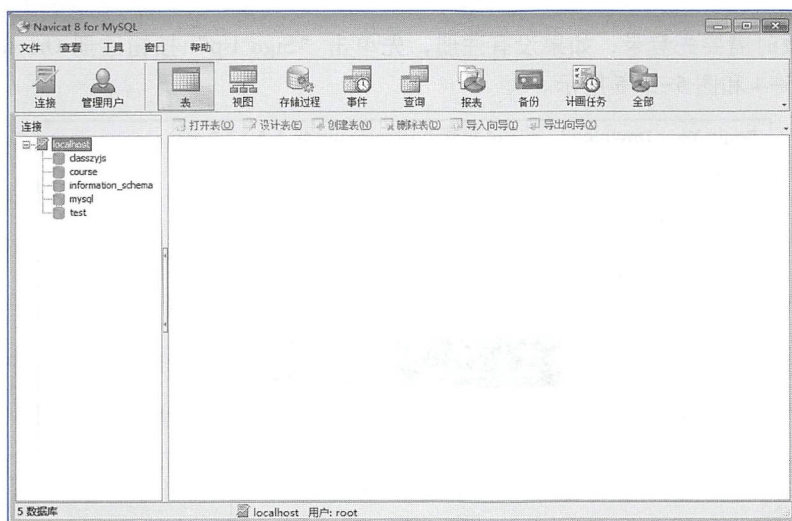 Navicat 8 for MySQL
文件 查看 工具 窗口 帮助
连接 管理用户 表 视图 存储过程 事件 查询 报表 备份 计画任务 全部
连接
打开表(O) 设计表(E) 创建表(N) 删除表(D) 导入向导(I) 导出向导(X)
localhost
classzyjs
course
information_schema
mysql
test
5 数据库 localhost 用户: root